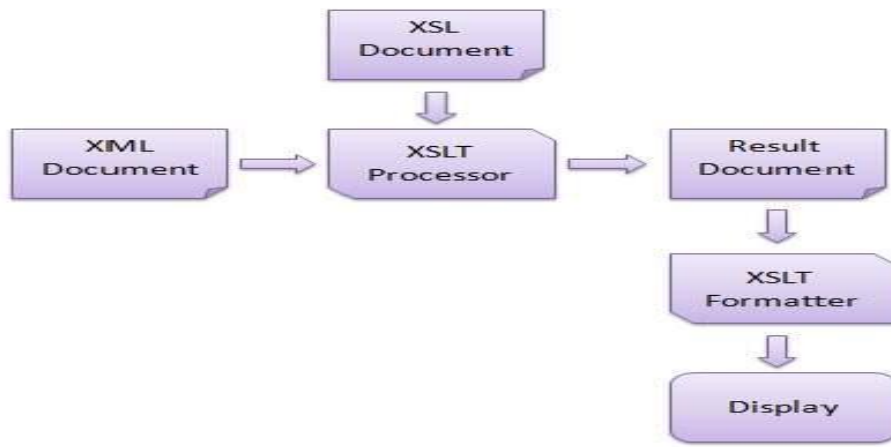 XSL
Document
XML
Document
XSLT
Processor
Result
Document
XSLT
Formatter
Display